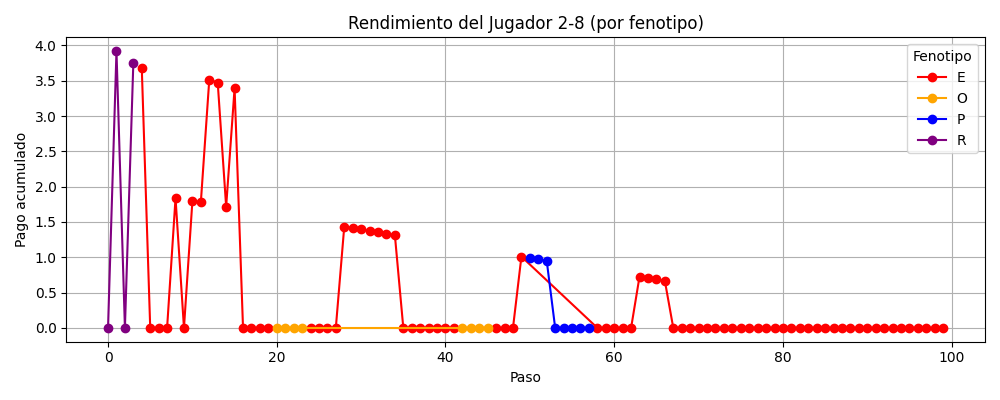 Rendimiento del Jugador 2-8 (por fenotipo)
Pago acumulado
4.0
3.5
3.0
2.5
2.0
1.5
1.0
0.5
0.0
0 20 40 60 80 100
Paso
Fenotipo
E
O
P
R